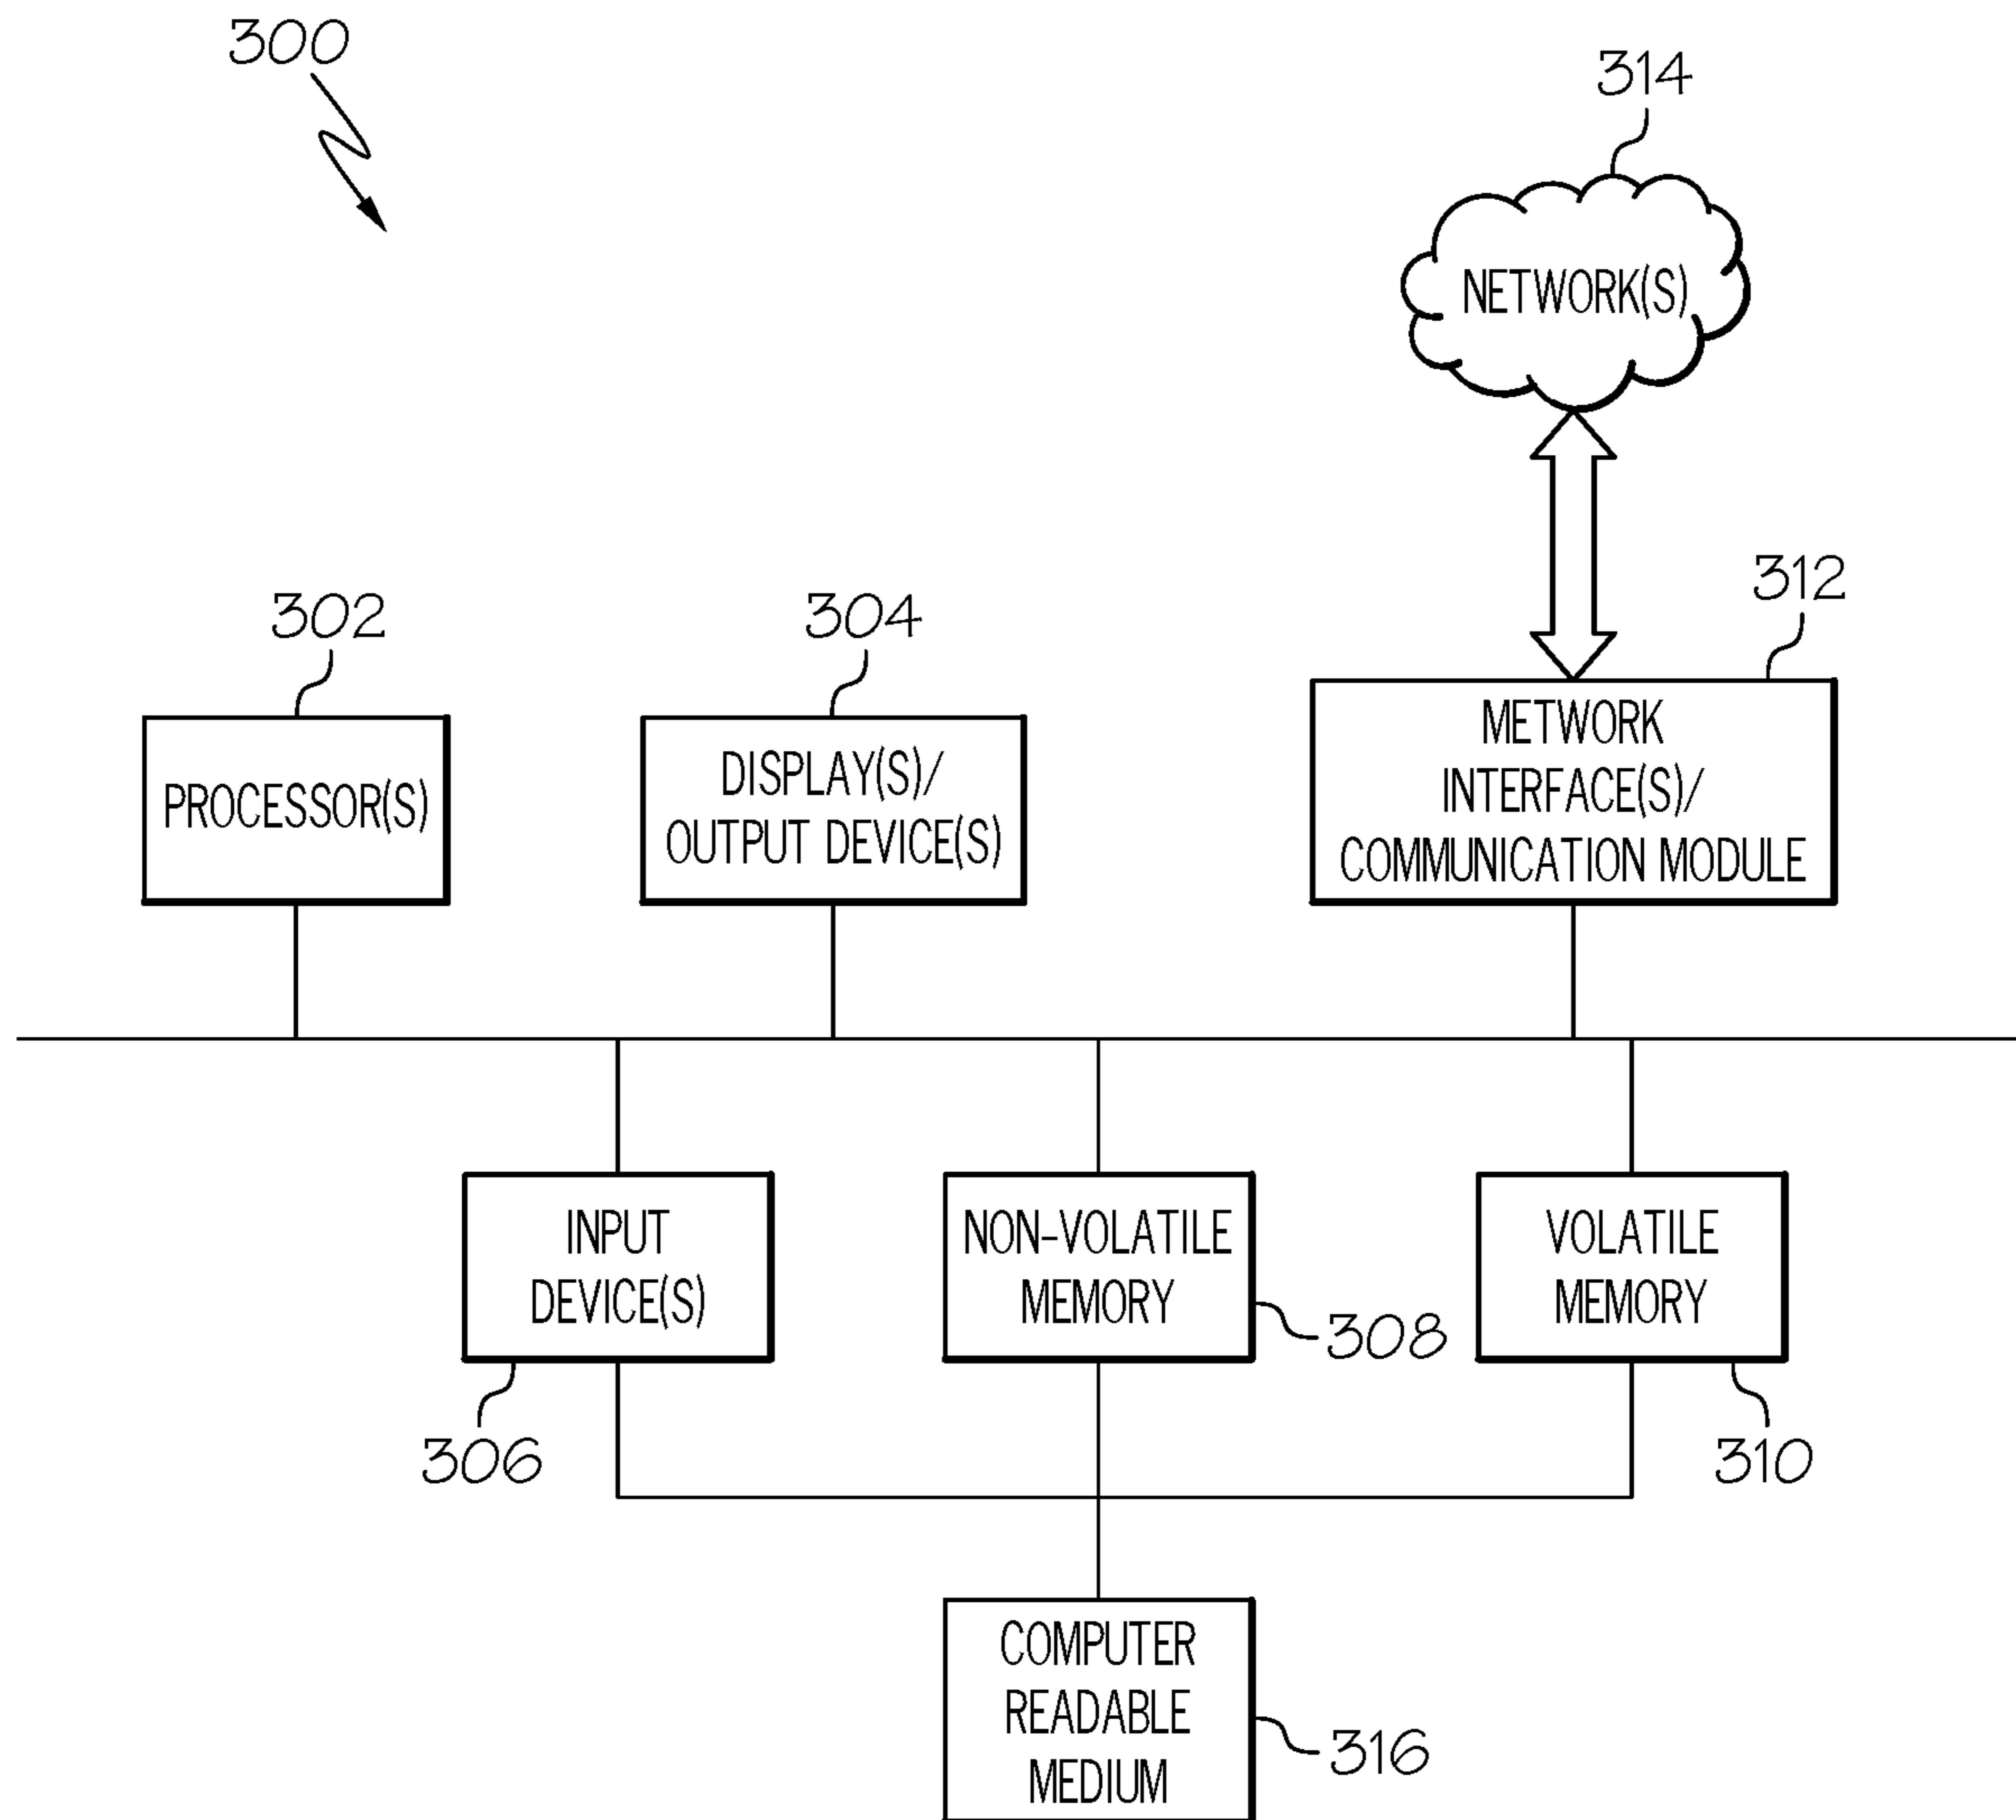 300
314
NETWORK(S)
312
302
304
METWORK
INTERFACE(S)/
COMMUNICATION MODULE
PROCESSOR(S)
DISPLAY(S)/
OUTPUT DEVICE(S)
INPUT
DEVICE(S)
306
NON-VOLATILE
MEMORY
308
VOLATILE
MEMORY
310
COMPUTER
READABLE
MEDIUM
316